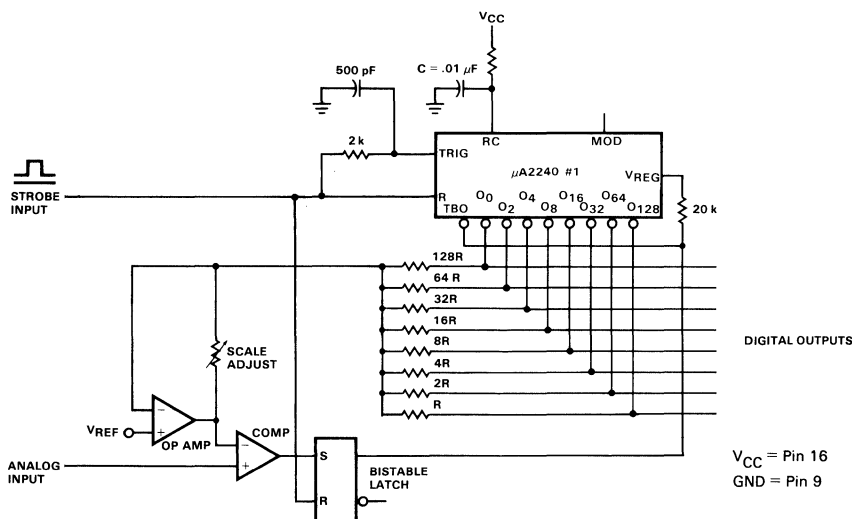 VCC
500 pF
C = .01 μF
2 k
TRIG
RC
MOD
μA2240 #1
VREG
STROBE
INPUT
R
TBO
O0
O2
O4
O8
O16
O32
O64
O128
20 k
128R
64 R
32R
16R
8R
4R
2R
R
DIGITAL OUTPUTS
SCALE
ADJUST
VREF
OP AMP
COMP
ANALOG
INPUT
S
R
BISTABLE
LATCH
VCC = Pin 16
GND = Pin 9